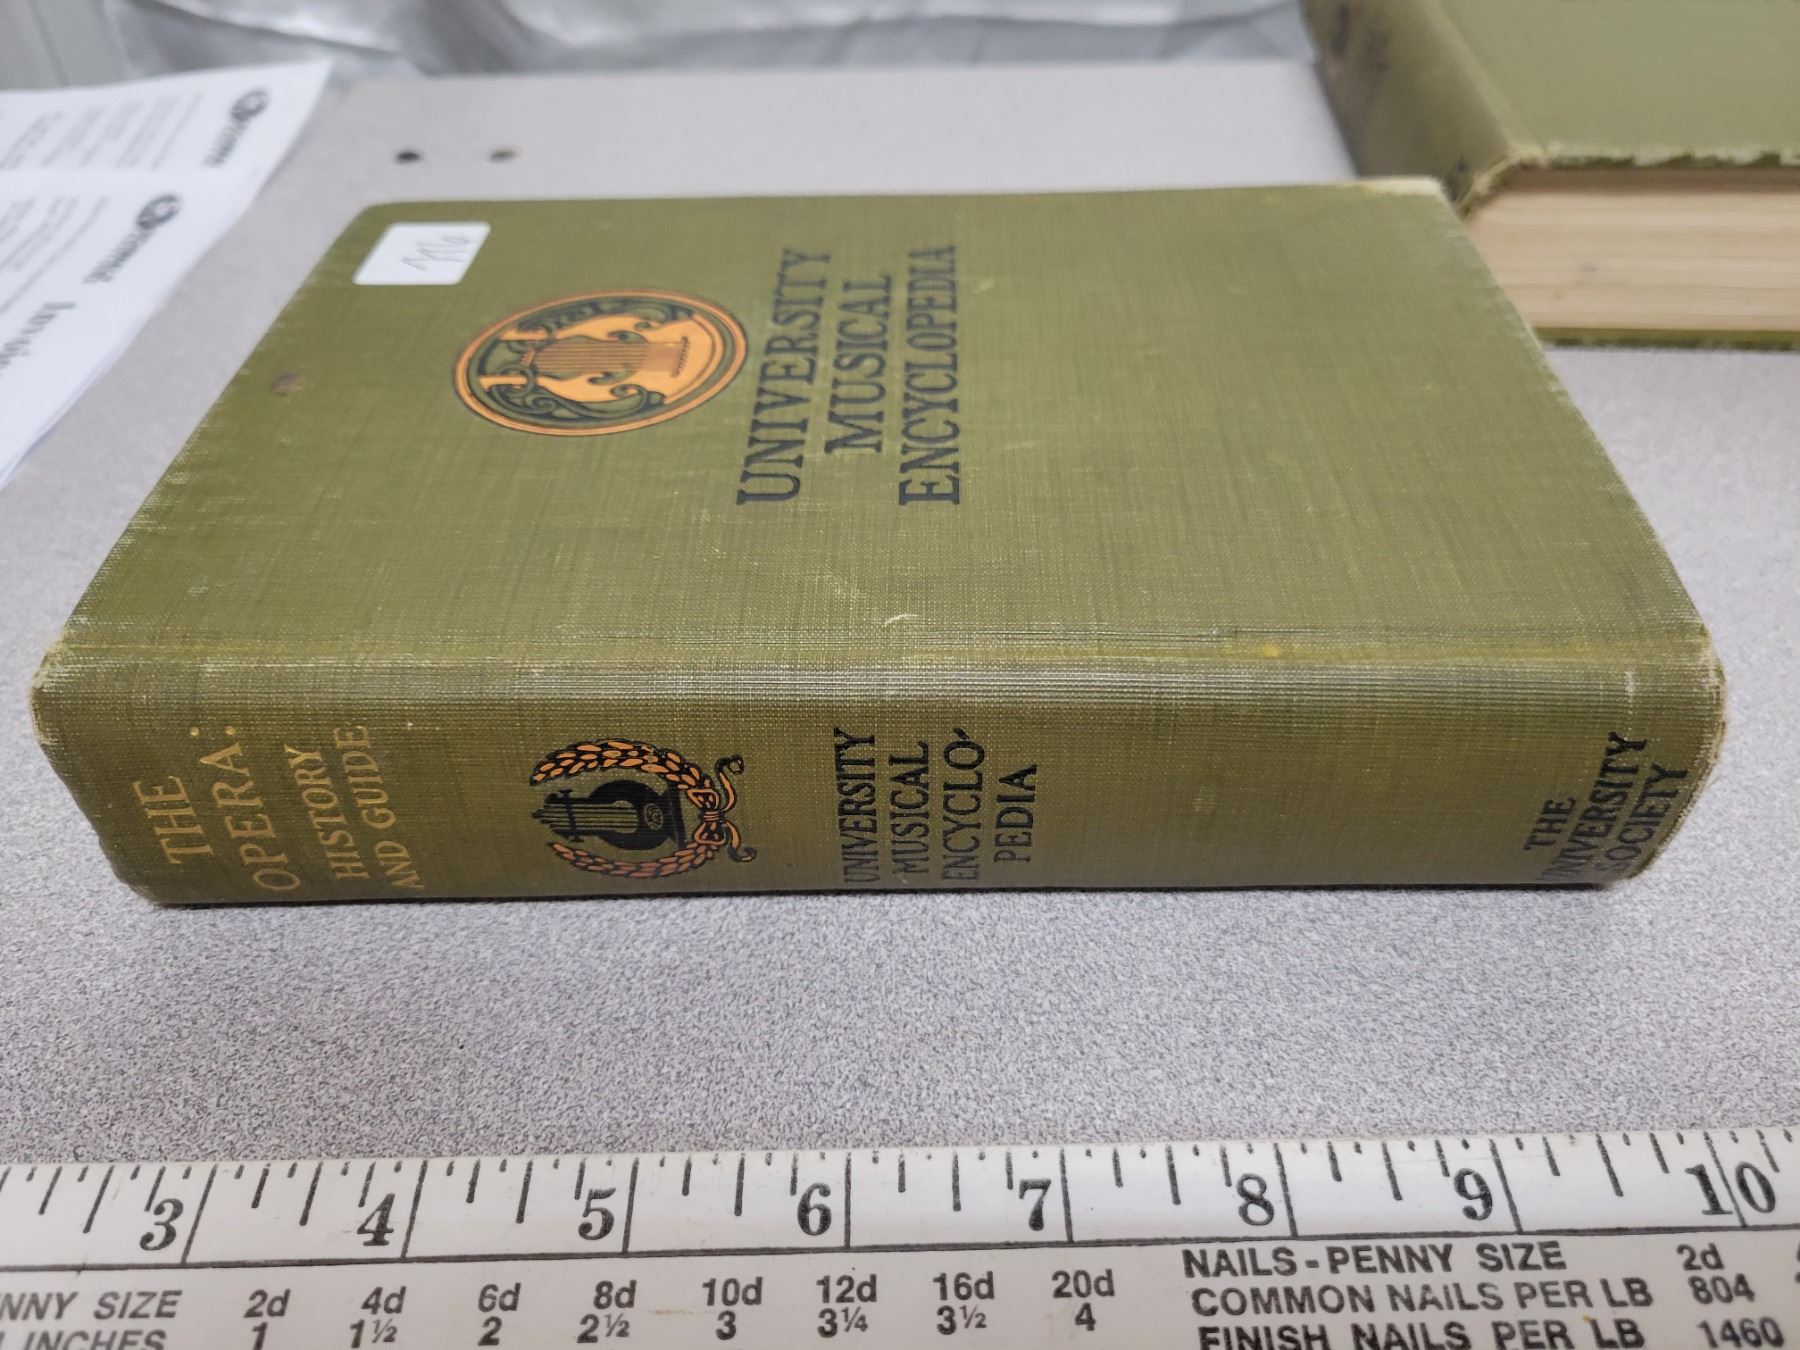 UNIVERSITY
MUSICAL
ENCYCLOPEDIA
THE
OPERA:
HISTORY
AND GUIDE
UNIVERSITY
MUSICAL
ENCYCLO-
PEDIA
THE
UNIVERSITY
SOCIETY
3 4 5 6 7 8 9 10
NNY SIZE 2d 4d 6d 8d 10d 12d 16d 20d
INCHES 1 1½ 2 2½ 3 3¼ 3½ 4
NAILS-PENNY SIZE 2d
COMMON NAILS PER LB 804
FINISH NAILS PER LB 1460